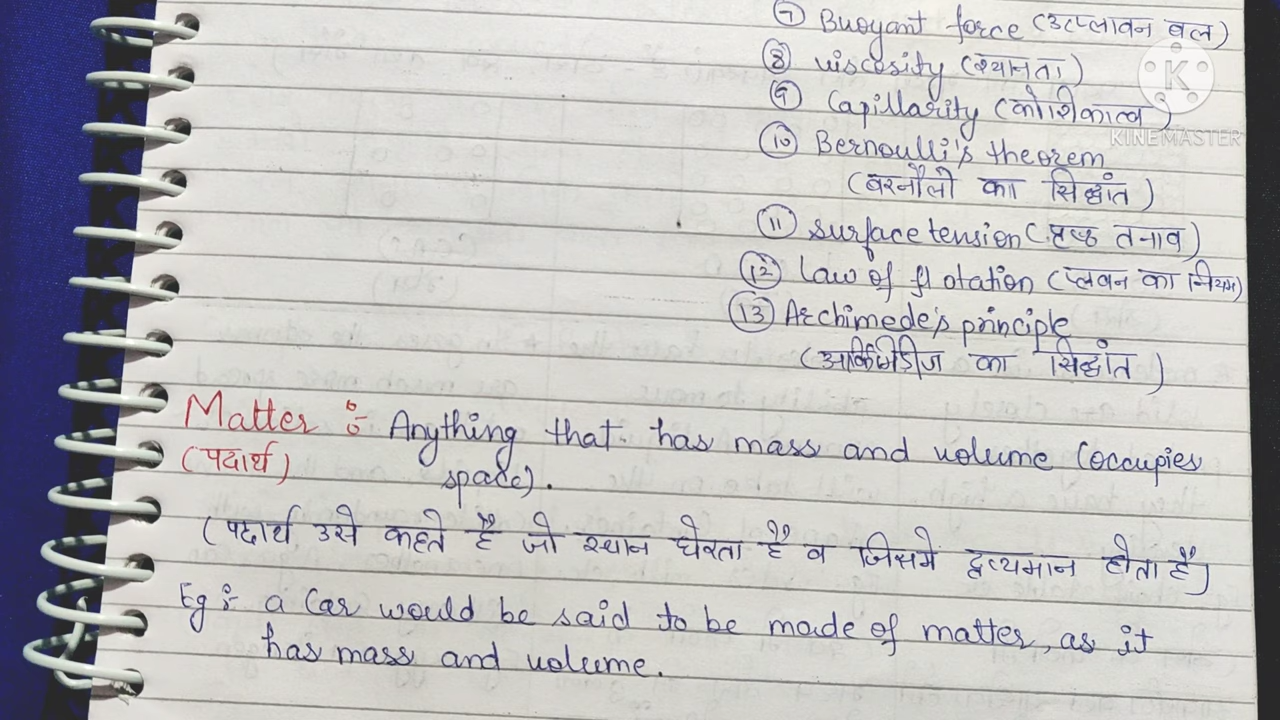 ⑦ Buoyant force (उत्प्लावन बल)
⑧ viscosity (श्यानता)
⑨ Capillarity (कोशिकात्व)
⑩ Bernoulli's theorem
(बरनौली का सिद्धांत)
⑪ surface tension (पृष्ठ तनाव)
⑫ Law of flotation (प्लवन का नियम)
⑬ Archimede's principle
(आर्किमिडीज का सिद्धांत)
Matter :- Anything that has mass and volume (occupies
(पदार्थ) space).
(पदार्थ उसे कहते हैं जो स्थान घेरता है व जिसमे द्रव्यमान होता है)
Eg :- a Car would be said to be made of matter, as it
has mass and volume.
K
KINEMASTER